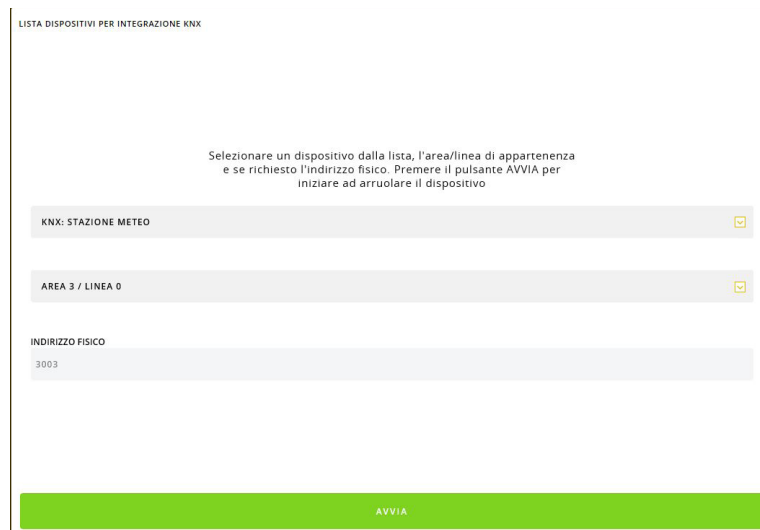 LISTA DISPOSITIVI PER INTEGRAZIONE KNX
Selezionare un dispositivo dalla lista, l'area/linea di appartenenza
e se richiesto l'indirizzo fisico. Premere il pulsante AVVIA per
iniziare ad arruolare il dispositivo
KNX: STAZIONE METEO
AREA 3 / LINEA 0
INDIRIZZO FISICO
3003
AVVIA